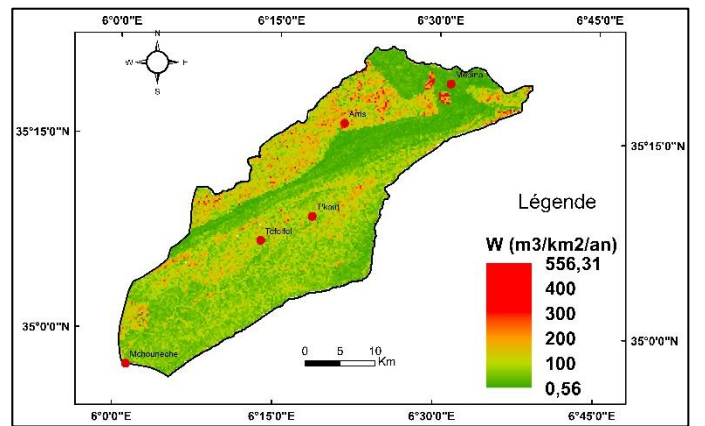 6°0'0"E 6°15'0"E 6°30'0"E 6°45'0"E
N
W E
S
Medina
Arris
35°15'0"N 35°15'0"N
Légende
Tkout
W (m3/km2/an)
Tefelfel
556,31
400
300
35°0'0"N 200 35°0'0"N
0 5 10
Km
100
Mchouneche
0,56
6°0'0"E 6°15'0"E 6°30'0"E 6°45'0"E